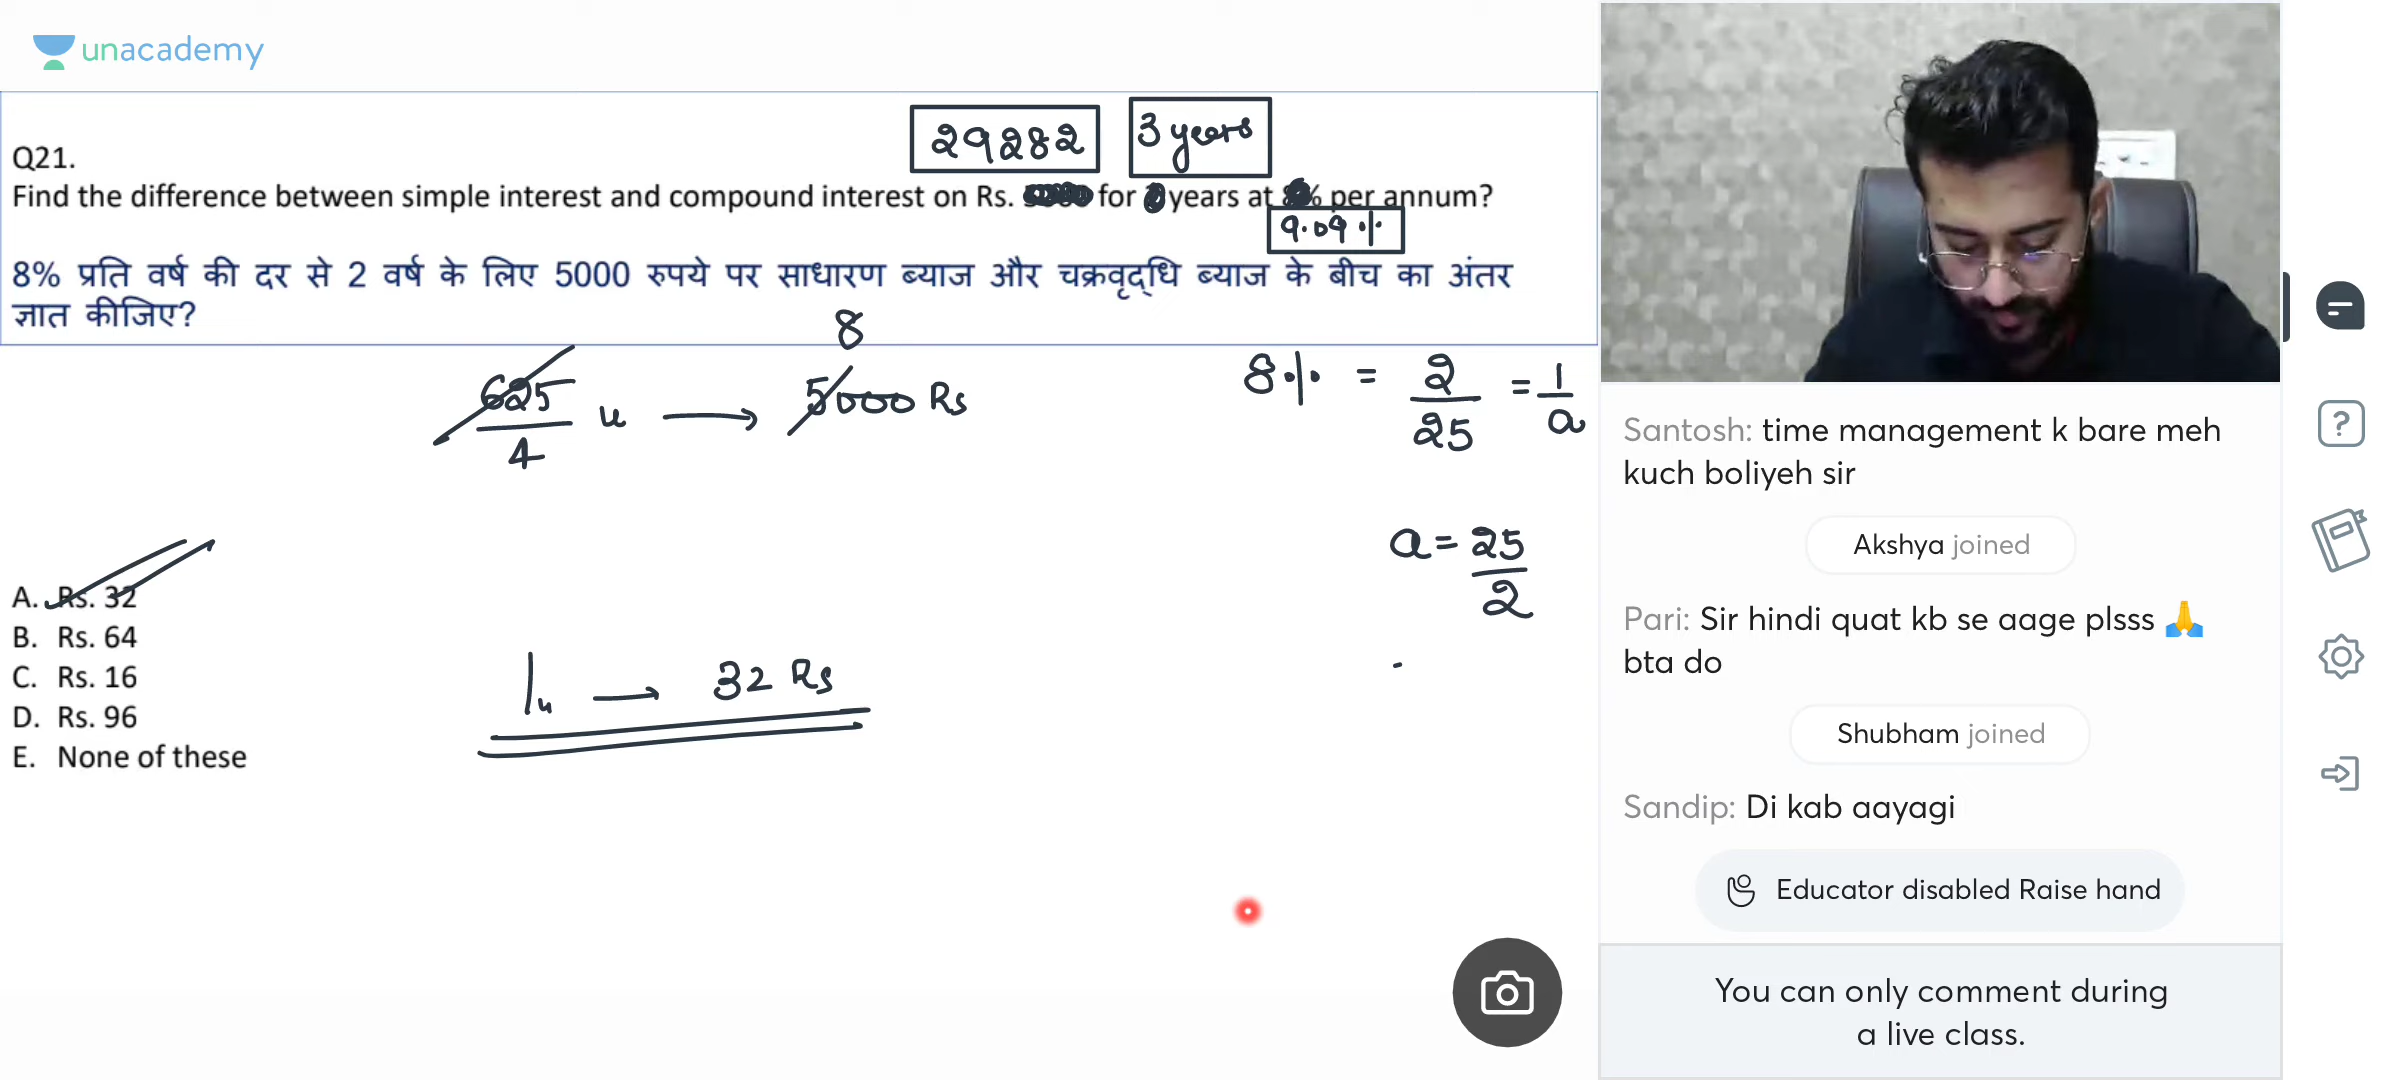 unacademy
29282
3 years
Q21.
Find the difference between simple interest and compound interest on Rs. for years at % per annum?
9.09 %
8% प्रति वर्ष की दर से 2 वर्ष के लिए 5000 रुपये पर साधारण ब्याज और चक्रवृद्धि ब्याज के बीच का अंतर
ज्ञात कीजिए?
8
625/4 u → 5000 Rs
8% = 2/25 = 1/a
a = 25/2
A. Rs. 32
B. Rs. 64
C. Rs. 16
D. Rs. 96
E. None of these
1u → 32 Rs
Santosh: time management k bare meh
kuch boliyeh sir
Akshya joined
Pari: Sir hindi quat kb se aage plsss 🙏
bta do
Shubham joined
Sandip: Di kab aayagi
Educator disabled Raise hand
You can only comment during
a live class.